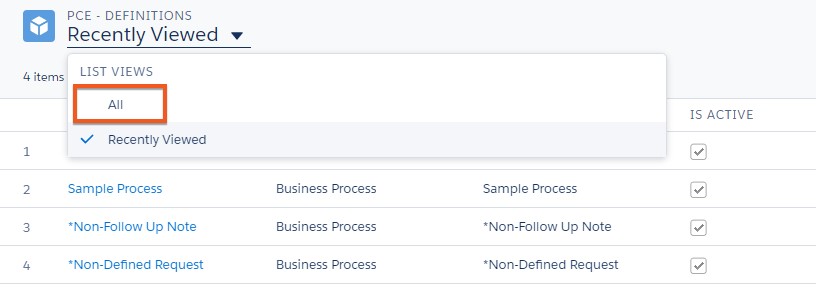 PCE - DEFINITIONS
Recently Viewed
4 items
LIST VIEWS
All
Recently Viewed
IS ACTIVE
1
2 Sample Process Business Process Sample Process
3 *Non-Follow Up Note Business Process *Non-Follow Up Note
4 *Non-Defined Request Business Process *Non-Defined Request